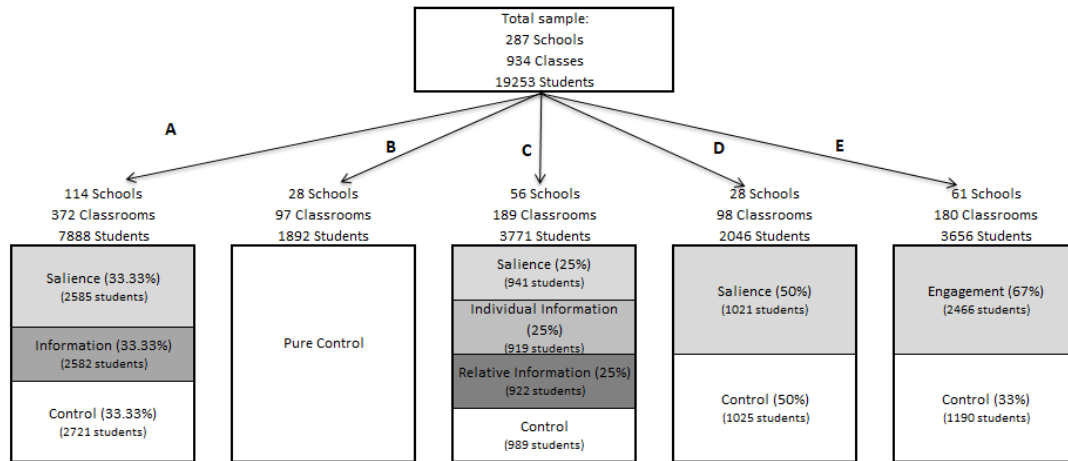 Total sample:
287 Schools
934 Classes
19253 Students
A
B
C
D
E
114 Schools
372 Classrooms
7888 Students
28 Schools
97 Classrooms
1892 Students
56 Schools
189 Classrooms
3771 Students
28 Schools
98 Classrooms
2046 Students
61 Schools
180 Classrooms
3656 Students
Salience (33.33%)
(2585 students)
Information (33.33%)
(2582 students)
Control (33.33%)
(2721 students)
Pure Control
Salience (25%)
(941 students)
Individual Information
(25%)
(919 students)
Relative Information (25%)
(922 students)
Control
(989 students)
Salience (50%)
(1021 students)
Control (50%)
(1025 students)
Engagement (67%)
(2466 students)
Control (33%)
(1190 students)